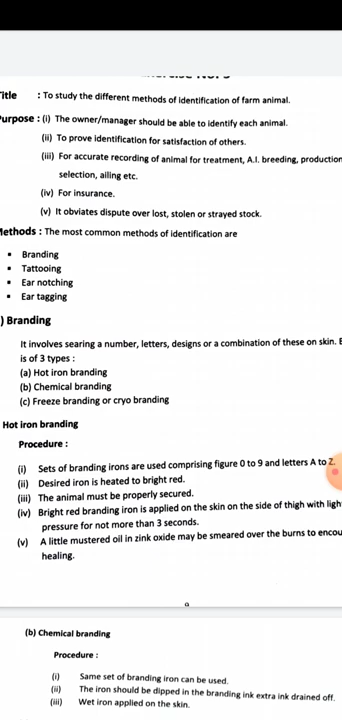 itle : To study the different methods of identification of farm animal.
urpose : (i) The owner/manager should be able to identify each animal.
(ii) To prove identification for satisfaction of others.
(iii) For accurate recording of animal for treatment, A.I. breeding, production
selection, ailing etc.
(iv) For insurance.
(v) It obviates dispute over lost, stolen or strayed stock.
ethods : The most common methods of identification are
▪ Branding
▪ Tattooing
▪ Ear notching
▪ Ear tagging
) Branding
It involves searing a number, letters, designs or a combination of these on skin. B
is of 3 types :
(a) Hot iron branding
(b) Chemical branding
(c) Freeze branding or cryo branding
Hot iron branding
Procedure :
(i) Sets of branding irons are used comprising figure 0 to 9 and letters A to Z.
(ii) Desired iron is heated to bright red.
(iii) The animal must be properly secured.
(iv) Bright red branding iron is applied on the skin on the side of thigh with ligh
pressure for not more than 3 seconds.
(v) A little mustered oil in zink oxide may be smeared over the burns to encou
healing.
(b) Chemical branding
Procedure :
(i) Same set of branding iron can be used.
(ii) The iron should be dipped in the branding ink extra ink drained off.
(iii) Wet iron applied on the skin.